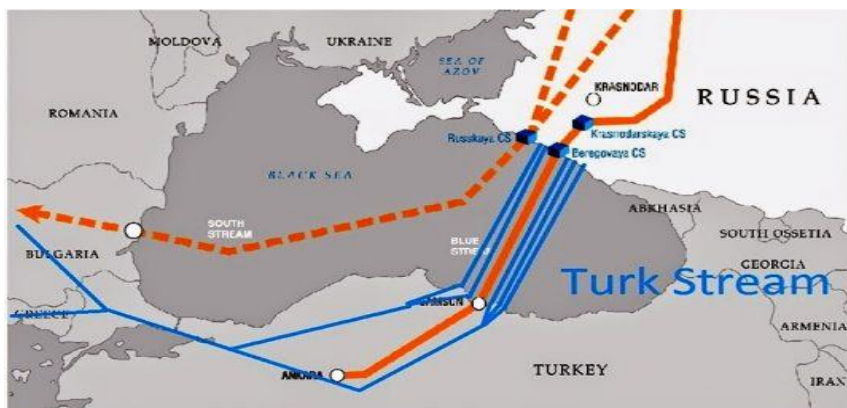 MOLDOVA
UKRAINE
SEA OF
AZOV
KRASNODAR
RUSSIA
ROMANIA
Russkaya CS
Krasnodarskaya CS
Beregovaya CS
BLACK SEA
ABKHASIA
SOUTH
STREAM
BLUE
STREAM
SOUTH OSSETIA
BULGARIA
GEORGIA
Turk Stream
SAMSUN
GREECE
ARMENIA
ANKARA
TURKEY
IRAN